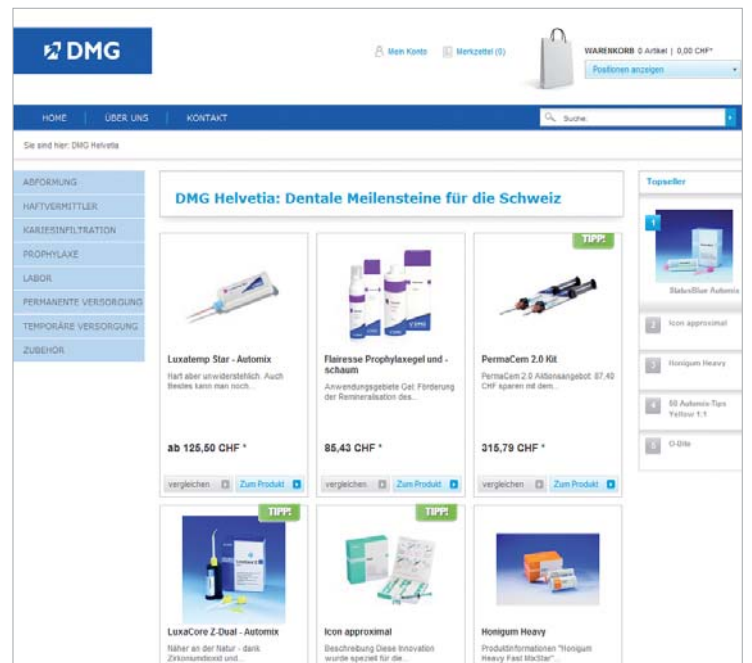 DMG
Mein Konto
Merkzettel (0)
WARENKORB 0 Artikel | 0,00 CHF*
Positionen anzeigen
HOME
ÜBER UNS
KONTAKT
Suche:
Sie sind hier: DMG Helvetia
ABFORMUNG
HAFTVERMITTLER
KARIESINFILTRATION
PROPHYLAXE
LABOR
PERMANENTE VERSORGUNG
TEMPORÄRE VERSORGUNG
ZUBEHÖR
DMG Helvetia: Dentale Meilensteine für die Schweiz
Luxatemp Star - Automix
Hart aber unwiderstehlich. Auch
Bestes kann man noch...
ab 125,50 CHF *
vergleichen
Zum Produkt
Flairesse Prophylaxegel und -
schaum
Anwendungsgebiete Gel: Förderung
der Remineralisation des...
85,43 CHF *
vergleichen
Zum Produkt
TIPP!
PermaCem 2.0 Kit
PermaCem 2.0 Aktionsangebot: 87,40
CHF sparen mit dem...
315,79 CHF *
vergleichen
Zum Produkt
TIPP!
LuxaCore Z-Dual - Automix
Näher an der Natur - dank
Zirkoniumdioxid und...
TIPP!
Icon approximal
Beschreibung Diese Innovation
wurde speziell für die...
Honigum Heavy
Produktinformationen "Honigum
Heavy Fast MixStar"...
Topseller
1
StatusBlue Automix
2
Icon approximal
3
Honigum Heavy
4
50 Automix-Tips
Yellow 1:1
5
O-Bite